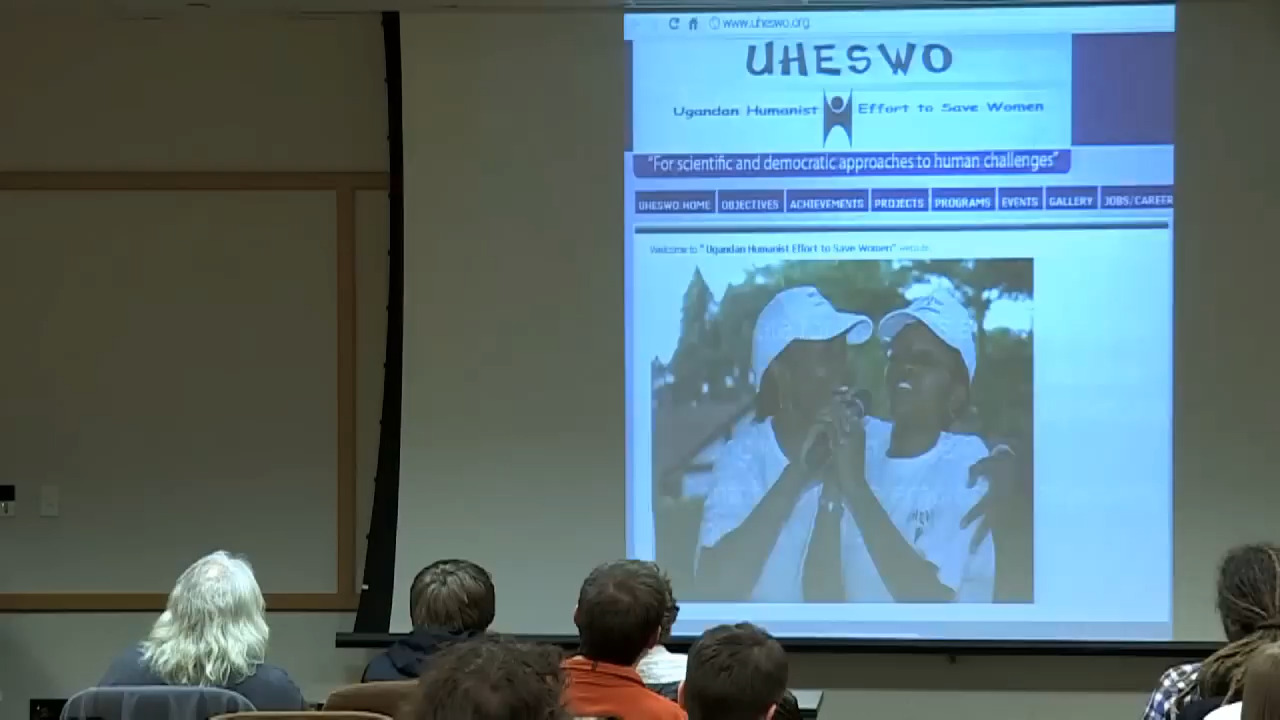 www.uheswo.org
UHESWO
Ugandan Humanist Effort to Save Women
"For scientific and democratic approaches to human challenges"
UHESWO HOME OBJECTIVES ACHIEVEMENTS PROJECTS PROGRAMS EVENTS GALLERY JOBS/CAREER
Welcome to " Ugandan Humanist Effort to Save Women"